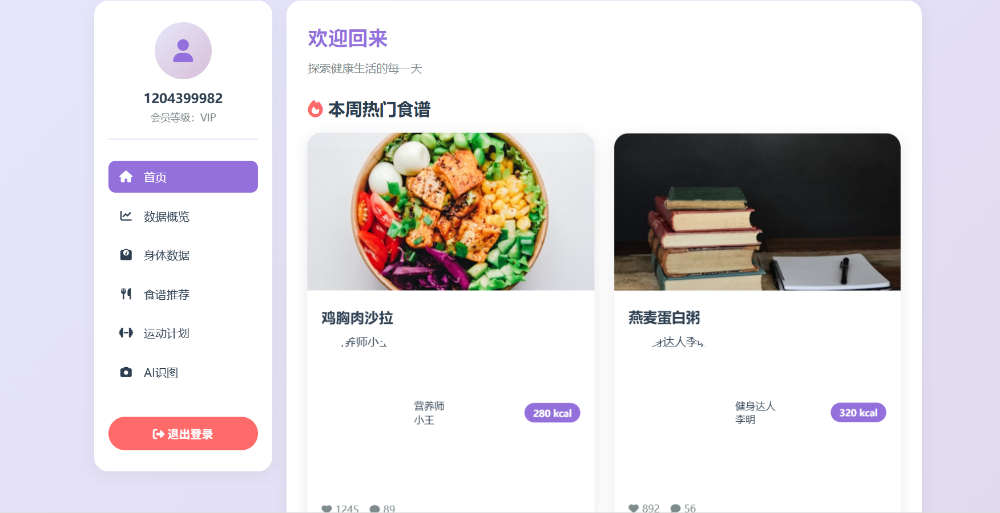 1204399982
会员等级：VIP
首页
数据概览
身体数据
食谱推荐
运动计划
AI识图
退出登录
欢迎回来
探索健康生活的每一天
本周热门食谱
鸡胸肉沙拉
养师小
营养师
小王
280 kcal
1245 89
燕麦蛋白粥
达人李
健身达人
李明
320 kcal
892 56